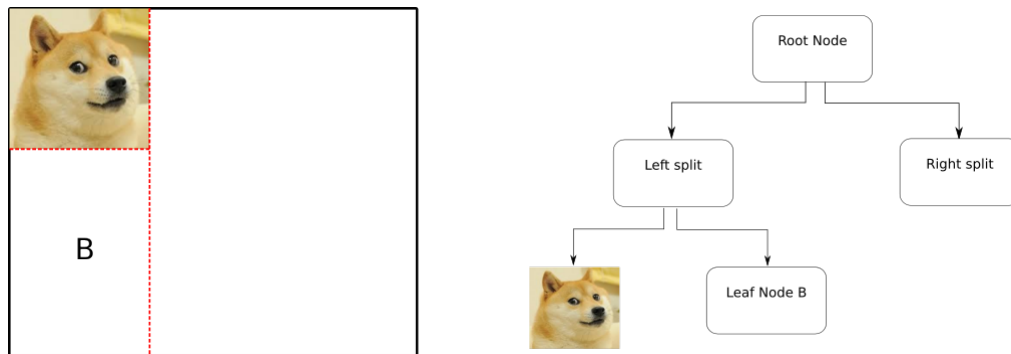 B
Root Node
Left split
Right split
Leaf Node B